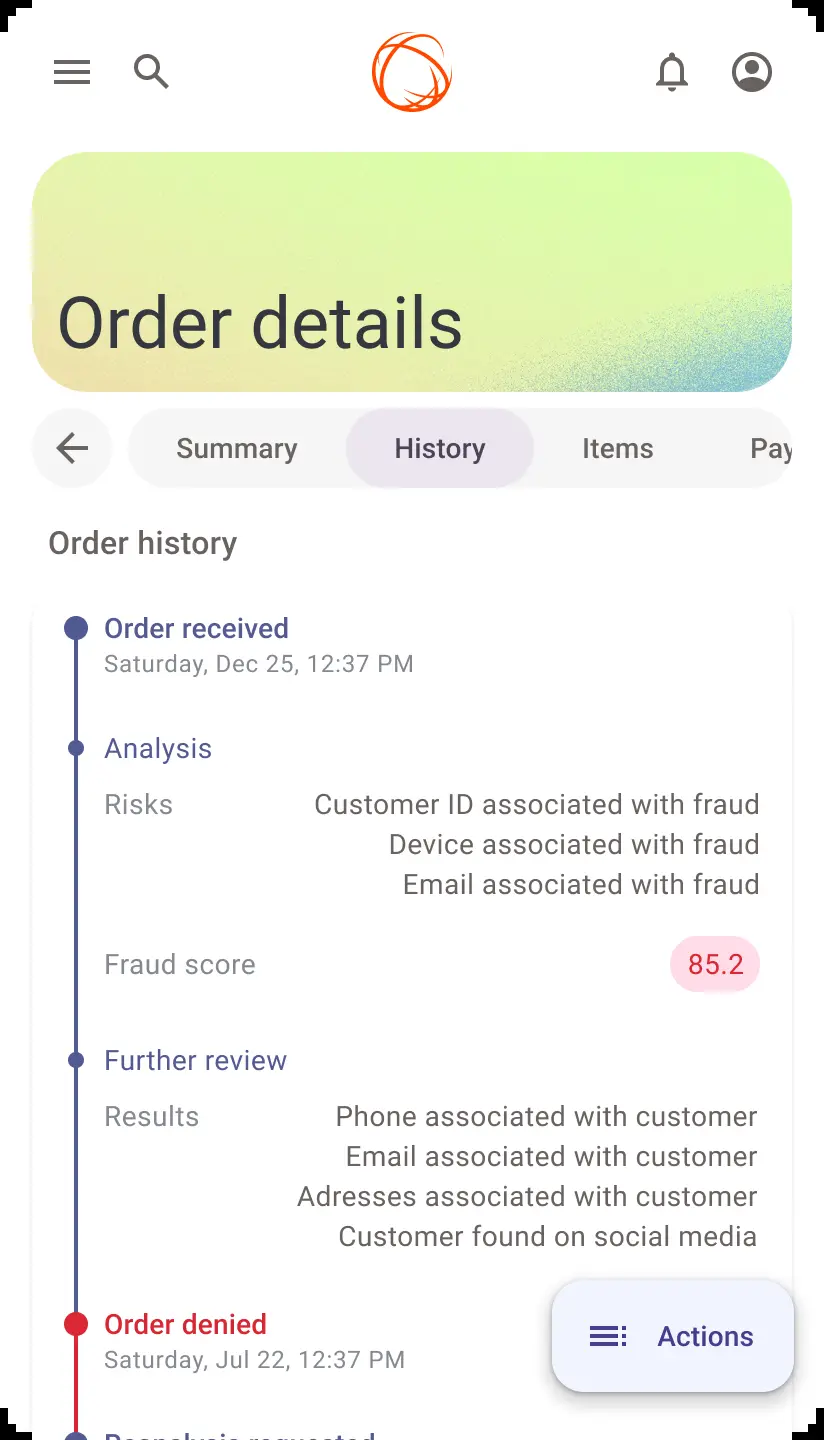 Order details
Summary
History
Items
Pay
Order history
Order received
Saturday, Dec 25, 12:37 PM
Analysis
Risks
Customer ID associated with fraud
Device associated with fraud
Email associated with fraud
Fraud score
85.2
Further review
Results
Phone associated with customer
Email associated with customer
Adresses associated with customer
Customer found on social media
Order denied
Saturday, Jul 22, 12:37 PM
Actions
Reanalysis requested